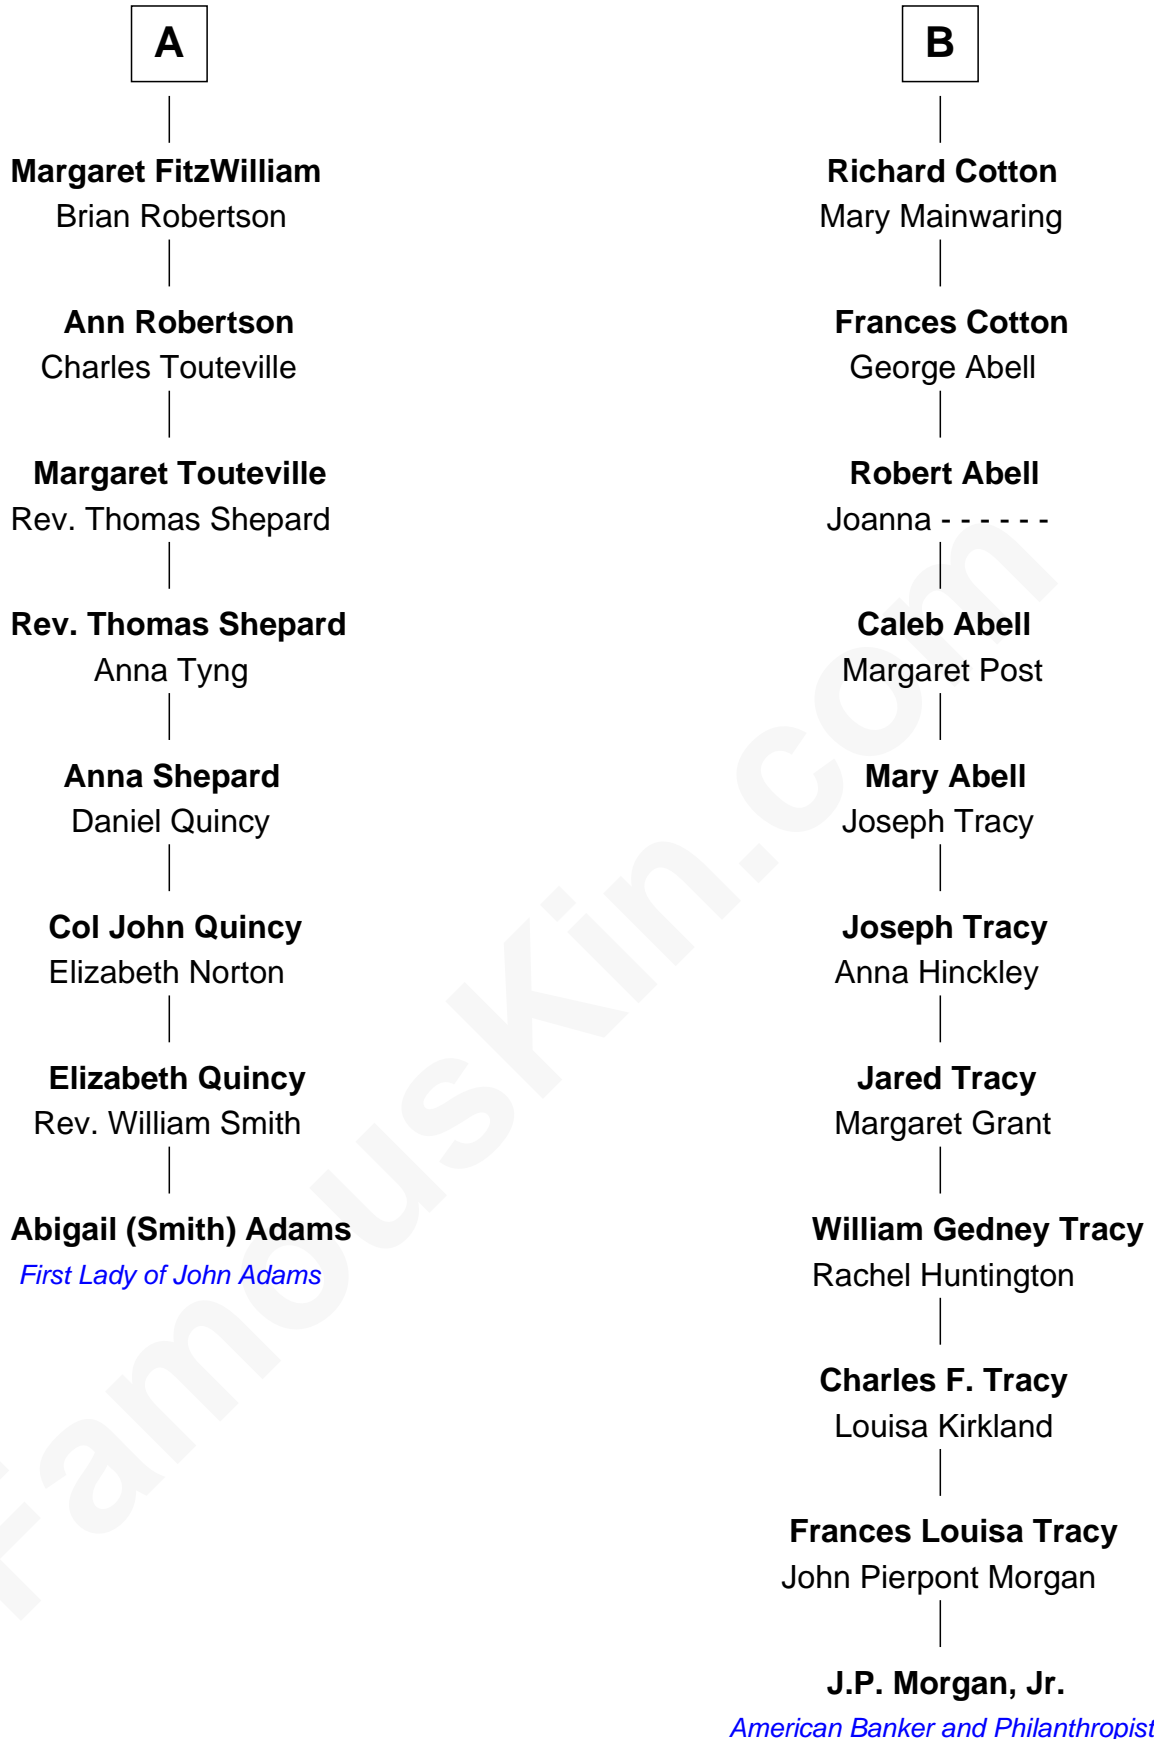 A
Margaret FitzWilliam
Brian Robertson
Ann Robertson
Charles Touteville
Margaret Touteville
Rev. Thomas Shepard
Rev. Thomas Shepard
Anna Tyng
Anna Shepard
Daniel Quincy
Col John Quincy
Elizabeth Norton
Elizabeth Quincy
Rev. William Smith
Abigail (Smith) Adams
First Lady of John Adams
B
Richard Cotton
Mary Mainwaring
Frances Cotton
George Abell
Robert Abell
Joanna - - - - - -
Caleb Abell
Margaret Post
Mary Abell
Joseph Tracy
Joseph Tracy
Anna Hinckley
Jared Tracy
Margaret Grant
William Gedney Tracy
Rachel Huntington
Charles F. Tracy
Louisa Kirkland
Frances Louisa Tracy
John Pierpont Morgan
J.P. Morgan, Jr.
American Banker and Philanthropist
FamousKin.com